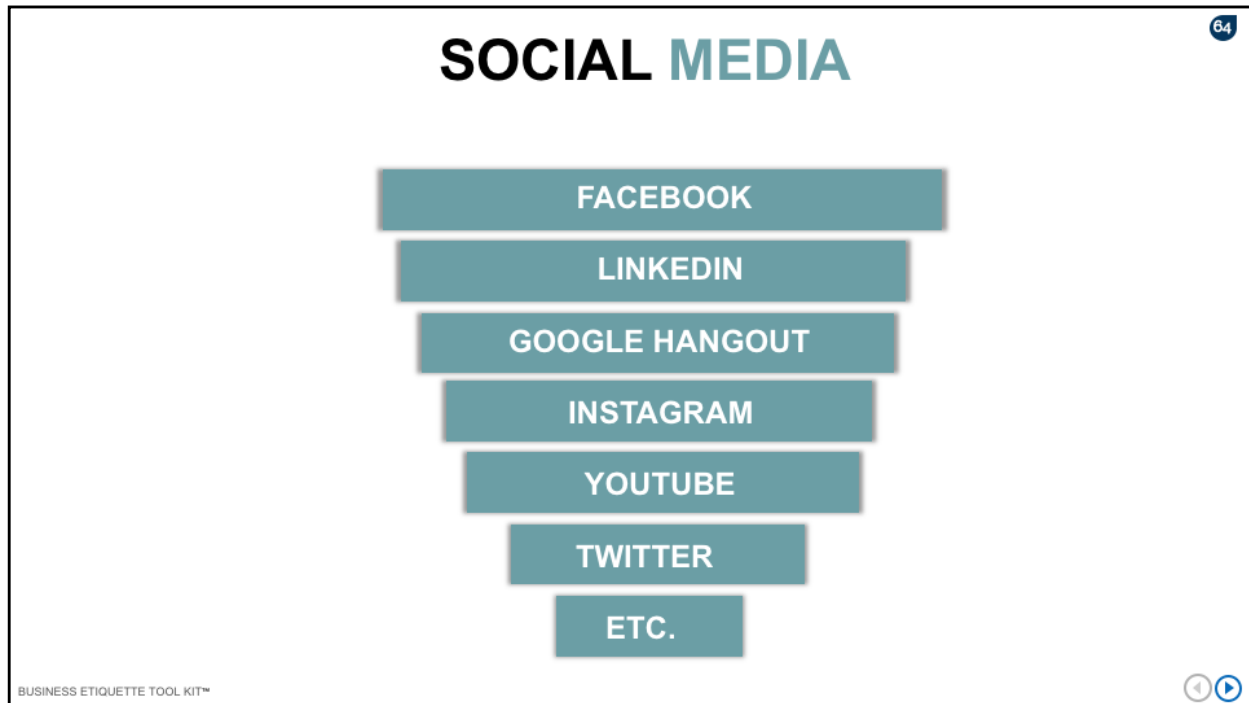 64
SOCIAL MEDIA
FACEBOOK
LINKEDIN
GOOGLE HANGOUT
INSTAGRAM
YOUTUBE
TWITTER
ETC.
BUSINESS ETIQUETTE TOOL KIT™